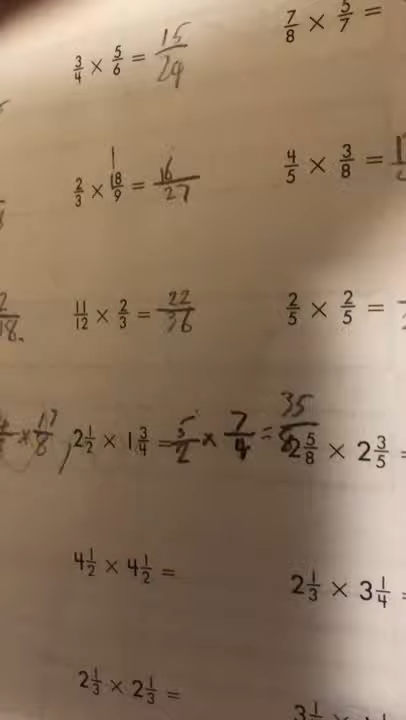 3/4 × 5/6 = 15/24
7/8 × 5/7 =
2/3 × 8/9 = 16/27
4/5 × 3/8 =
11/12 × 2/3 = 22/36
2/5 × 2/5 =
2 1/2 × 1 3/4 = 5/2 × 7/4 = 35/8
2 5/8 × 2 3/5 =
4 1/2 × 4 1/2 =
2 1/3 × 3 1/4 =
2 1/3 × 2 1/3 =